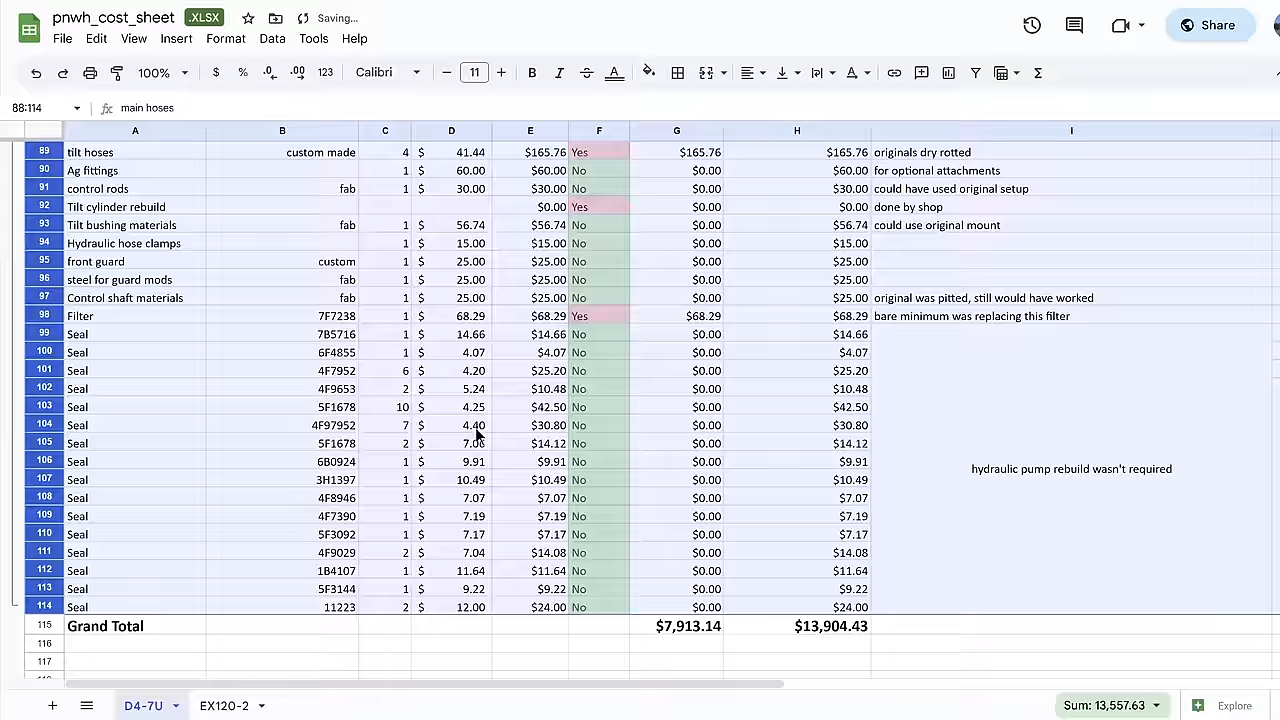 pnwh_cost_sheet .XLSX Saving...
File Edit View Insert Format Data Tools Help
Share
100% $ % .0 .00 123 Calibri 11 B I A Σ
88:114 fx main hoses
A B C D E F G H I
89 tilt hoses custom made 4 $ 41.44 $165.76 Yes $165.76 $165.76 originals dry rotted
90 Ag fittings 1 $ 60.00 $60.00 No $0.00 $60.00 for optional attachments
91 control rods fab 1 $ 30.00 $30.00 No $0.00 $30.00 could have used original setup
92 Tilt cylinder rebuild $0.00 Yes $0.00 $0.00 done by shop
93 Tilt bushing materials fab 1 $ 56.74 $56.74 No $0.00 $56.74 could use original mount
94 Hydraulic hose clamps 1 $ 15.00 $15.00 No $0.00 $15.00
95 front guard custom 1 $ 25.00 $25.00 No $0.00 $25.00
96 steel for guard mods fab 1 $ 25.00 $25.00 No $0.00 $25.00
97 Control shaft materials fab 1 $ 25.00 $25.00 No $0.00 $25.00 original was pitted, still would have worked
98 Filter 7F7238 1 $ 68.29 $68.29 Yes $68.29 $68.29 bare minimum was replacing this filter
99 Seal 7B5716 1 $ 14.66 $14.66 No $0.00 $14.66
100 Seal 6F4855 1 $ 4.07 $4.07 No $0.00 $4.07
101 Seal 4F7952 6 $ 4.20 $25.20 No $0.00 $25.20
102 Seal 4F9653 2 $ 5.24 $10.48 No $0.00 $10.48
103 Seal 5F1678 10 $ 4.25 $42.50 No $0.00 $42.50
104 Seal 4F97952 7 $ 4.40 $30.80 No $0.00 $30.80
105 Seal 5F1678 2 $ 7.06 $14.12 No $0.00 $14.12
106 Seal 6B0924 1 $ 9.91 $9.91 No $0.00 $9.91
hydraulic pump rebuild wasn't required
107 Seal 3H1397 1 $ 10.49 $10.49 No $0.00 $10.49
108 Seal 4F8946 1 $ 7.07 $7.07 No $0.00 $7.07
109 Seal 4F7390 1 $ 7.19 $7.19 No $0.00 $7.19
110 Seal 5F3092 1 $ 7.17 $7.17 No $0.00 $7.17
111 Seal 4F9029 2 $ 7.04 $14.08 No $0.00 $14.08
112 Seal 1B4107 1 $ 11.64 $11.64 No $0.00 $11.64
113 Seal 5F3144 1 $ 9.22 $9.22 No $0.00 $9.22
114 Seal 11223 2 $ 12.00 $24.00 No $0.00 $24.00
115 Grand Total $7,913.14 $13,904.43
116
117
D4-7U EX120-2 Sum: 13,557.63 Explore